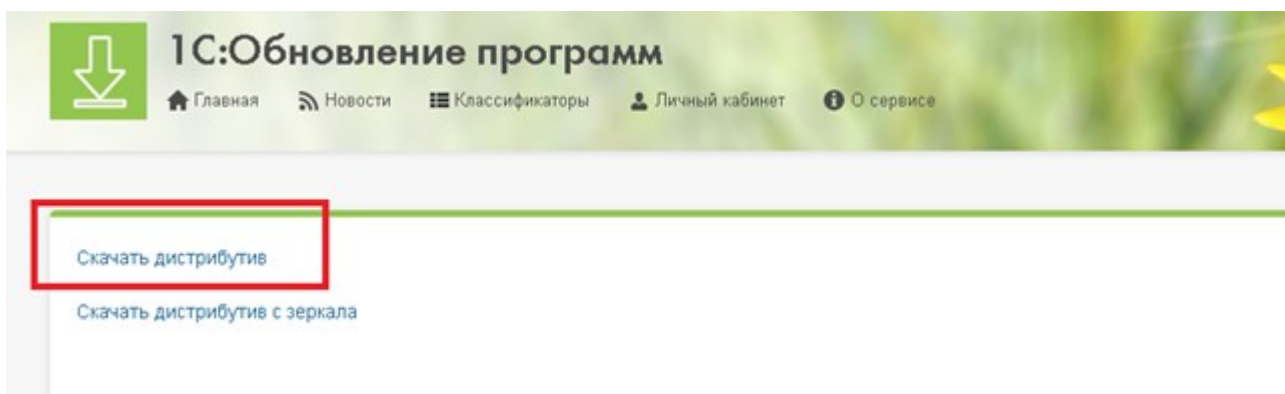 1С:Обновление программ
Главная Новости Классификаторы Личный кабинет О сервисе
Скачать дистрибутив
Скачать дистрибутив с зеркала